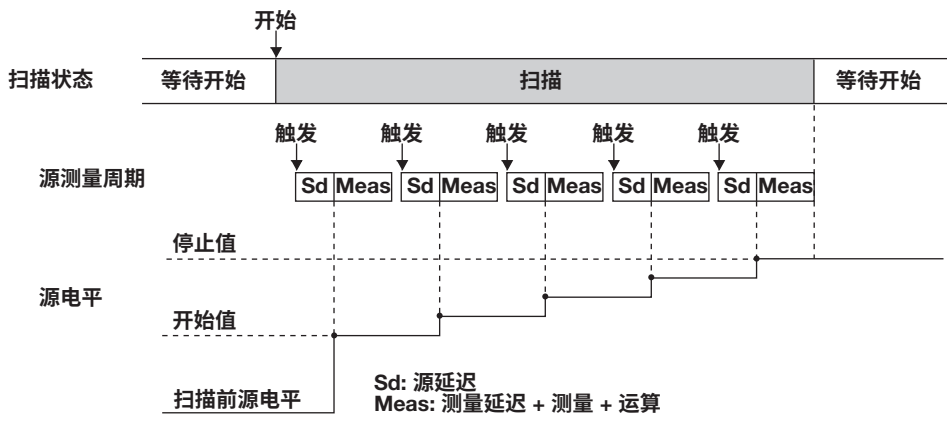 开始
扫描状态 等待开始 扫描 等待开始
触发 触发 触发 触发 触发
源测量周期 Sd Meas Sd Meas Sd Meas Sd Meas Sd Meas
停止值
源电平
开始值
Sd: 源延迟
扫描前源电平
Meas: 测量延迟 + 测量 + 运算